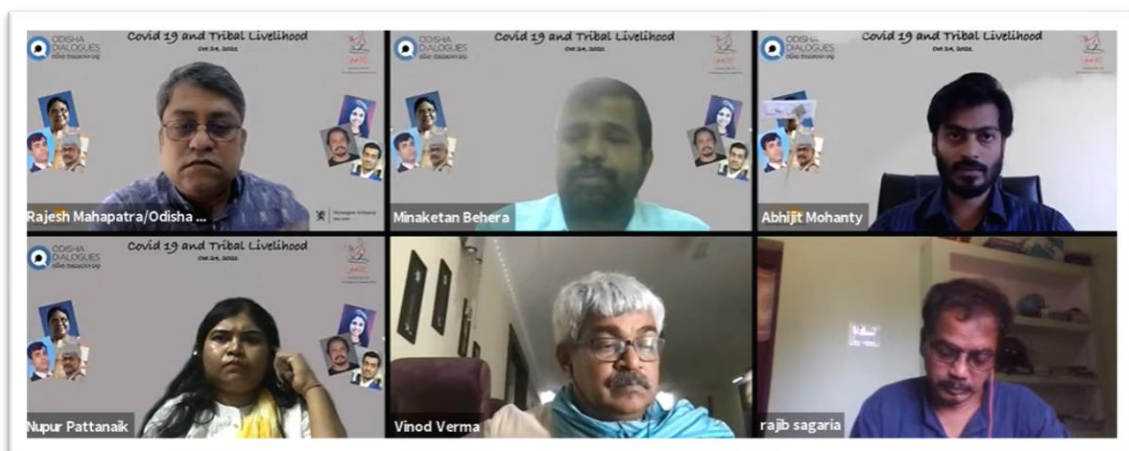 ODISHA
DIALOGUES
Covid 19 and Tribal Livelihood
Oct 24, 2021
Rajesh Mahapatra/Odisha ...
Norwegian Embassy
ODISHA
DIALOGUES
Covid 19 and Tribal Livelihood
Oct 24, 2021
Minaketan Behera
ODISHA
DIALOGUES
Covid 19 and Tribal Livelihood
Oct 24, 2021
Abhijit Mohanty
ODISHA
DIALOGUES
Covid 19 and Tribal Livelihood
Oct 24, 2021
Nupur Pattanaik
Vinod Verma
rajib sagaria